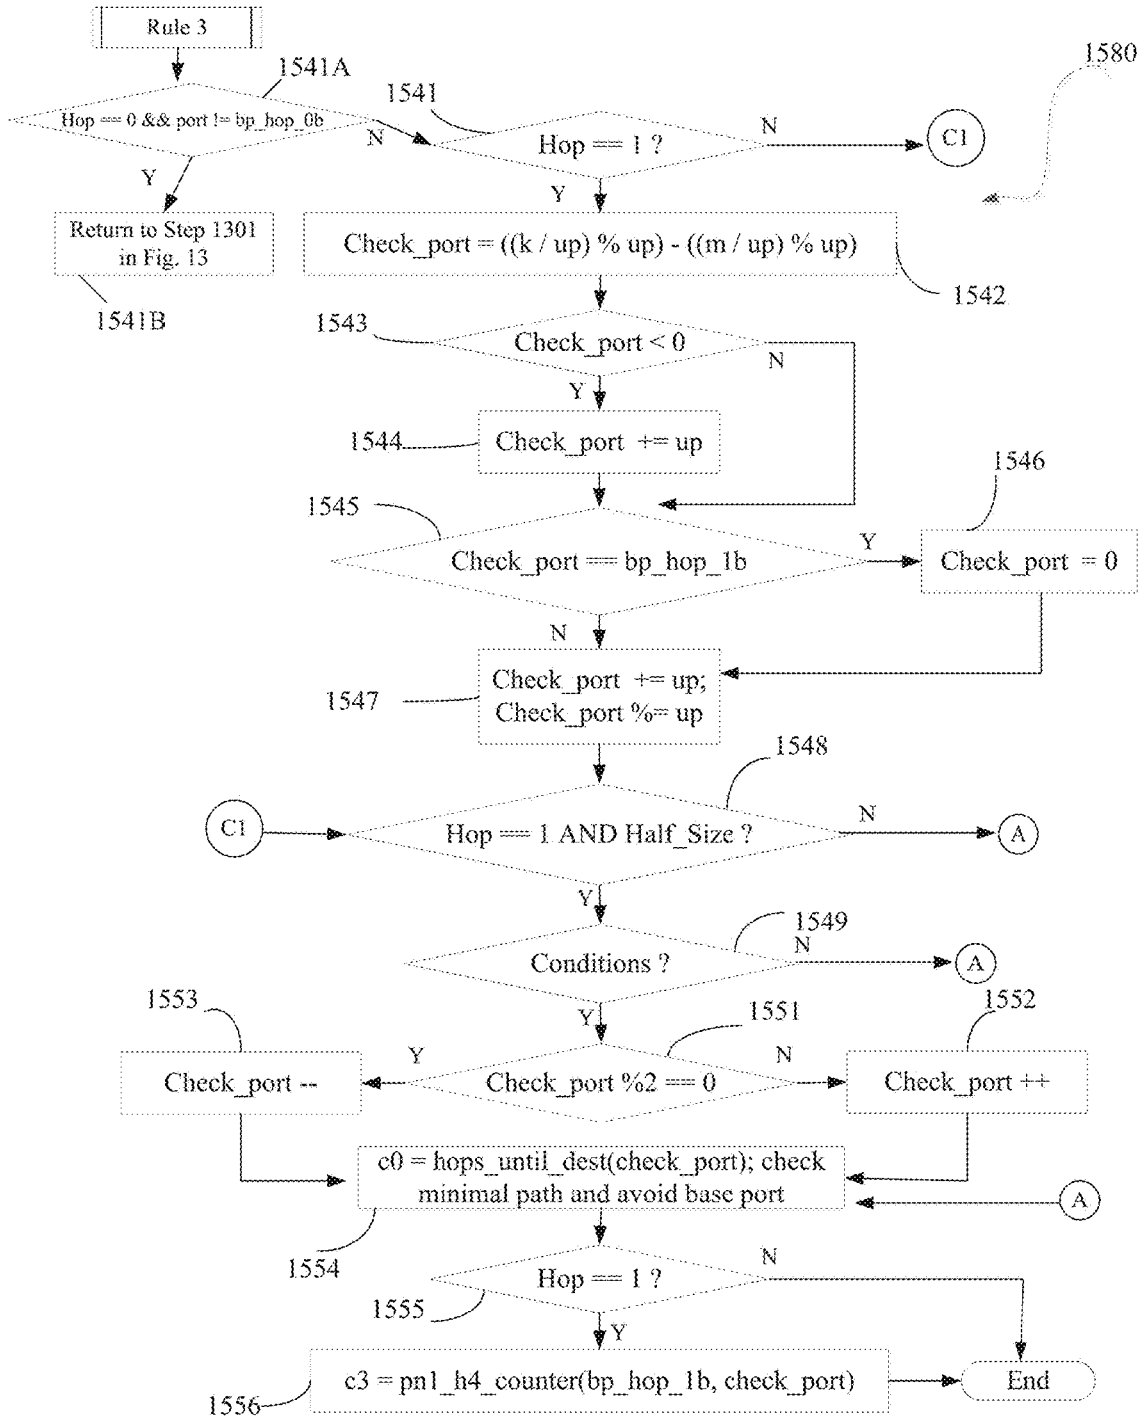 Rule 3
1580
1541A
1541
Hop == 0 && port != bp_hop_0b
N
Hop == 1 ?
N
C1
Y
Y
Return to Step 1301
in Fig. 13
Check_port = ((k / up) % up) - ((m / up) % up)
1541B
1542
1543
Check_port < 0
N
Y
1544
Check_port += up
1546
1545
Check_port == bp_hop_1b
Y
Check_port = 0
N
1547
Check_port += up;
Check_port %= up
1548
C1
Hop == 1 AND Half_Size ?
N
A
Y
1549
Conditions ?
N
A
1553
Y
1551
1552
Check_port --
Y
Check_port %2 == 0
N
Check_port ++
c0 = hops_until_dest(check_port); check
minimal path and avoid base port
A
1554
Hop == 1 ?
N
1555
Y
c3 = pn1_h4_counter(bp_hop_1b, check_port)
End
1556